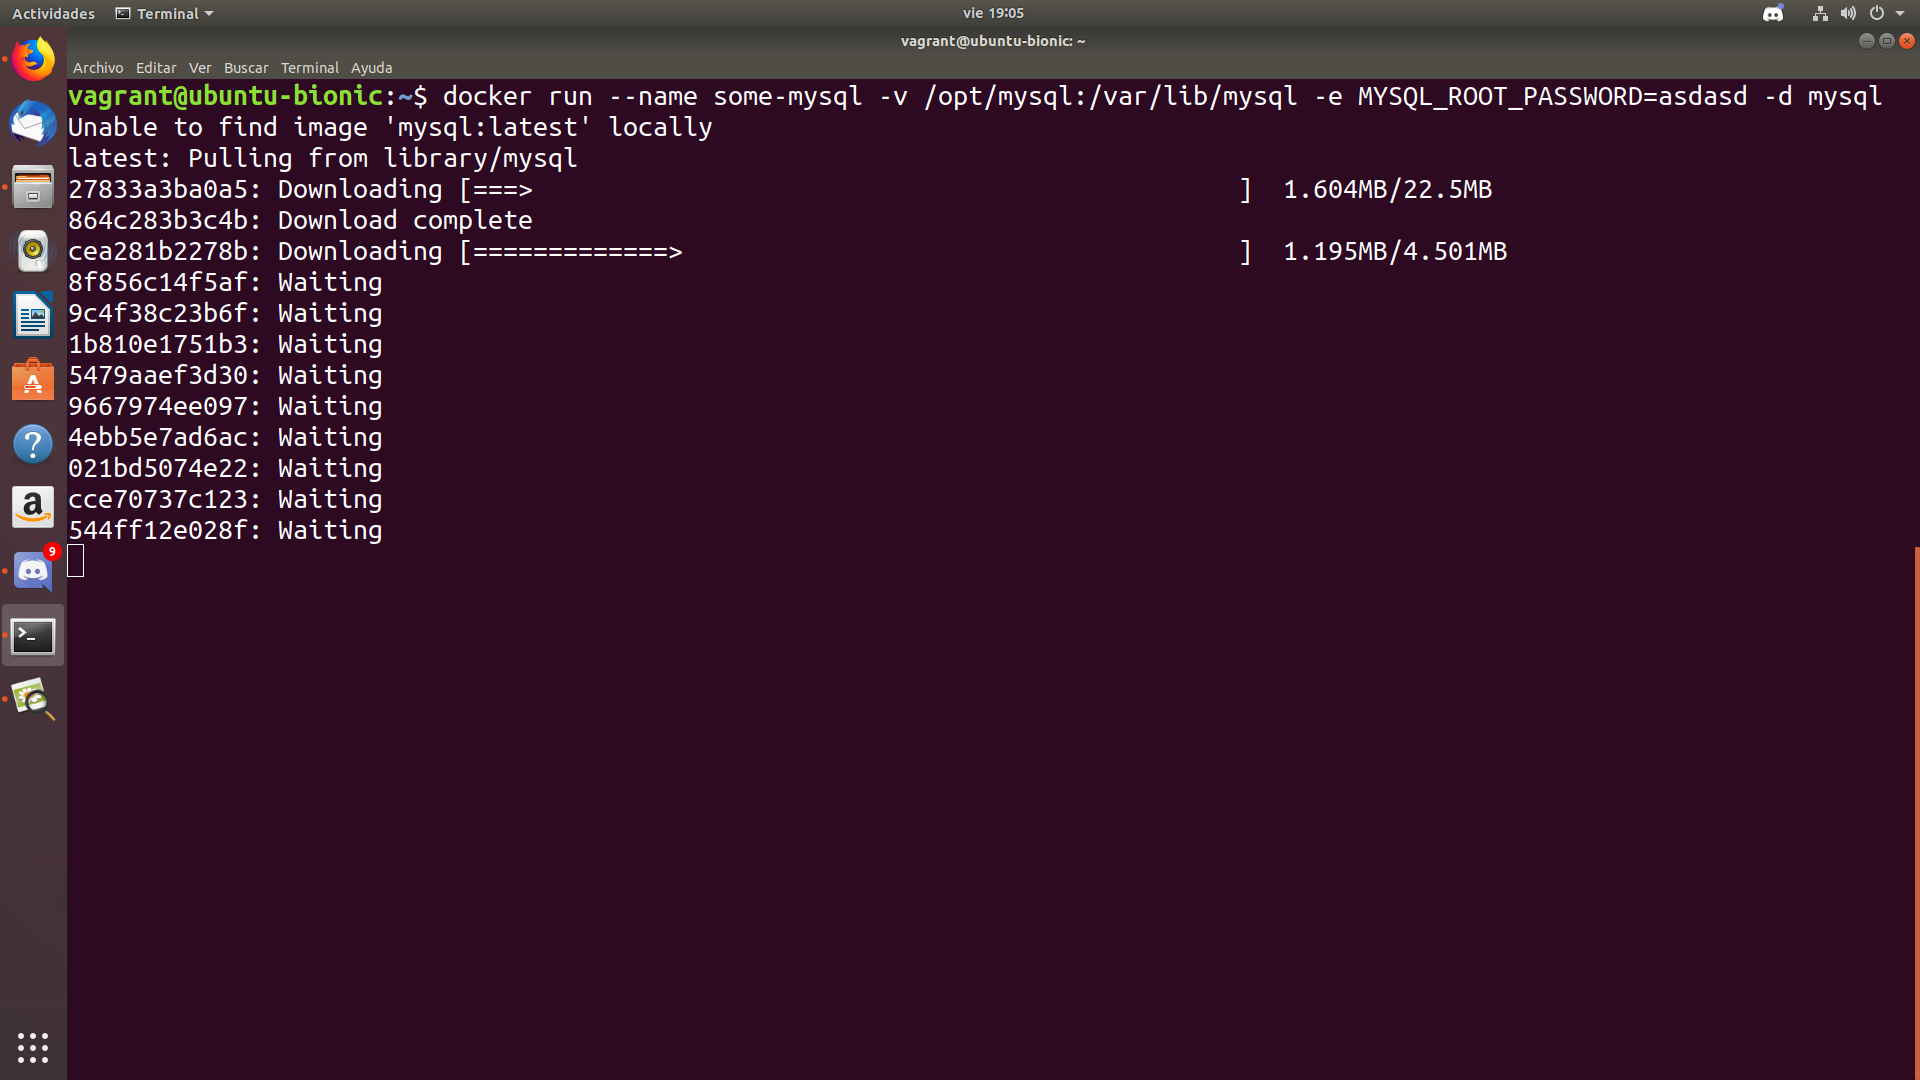 Actividades Terminal vie 19:05
vagrant@ubuntu-bionic: ~
Archivo Editar Ver Buscar Terminal Ayuda
vagrant@ubuntu-bionic:~$ docker run --name some-mysql -v /opt/mysql:/var/lib/mysql -e MYSQL_ROOT_PASSWORD=asdasd -d mysql
Unable to find image 'mysql:latest' locally
latest: Pulling from library/mysql
27833a3ba0a5: Downloading [===> ] 1.604MB/22.5MB
864c283b3c4b: Download complete
cea281b2278b: Downloading [=============> ] 1.195MB/4.501MB
8f856c14f5af: Waiting
9c4f38c23b6f: Waiting
1b810e1751b3: Waiting
5479aaef3d30: Waiting
9667974ee097: Waiting
4ebb5e7ad6ac: Waiting
021bd5074e22: Waiting
cce70737c123: Waiting
544ff12e028f: Waiting
9